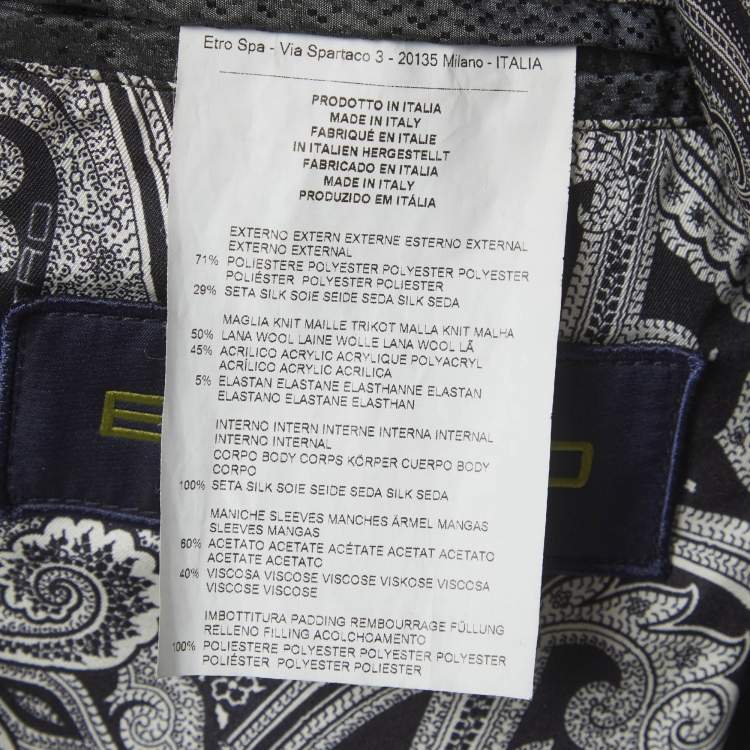 Etro Spa - Via Spartaco 3 - 20135 Milano - ITALIA
PRODOTTO IN ITALIA
MADE IN ITALY
FABRIQUÉ EN ITALIE
IN ITALIEN HERGESTELLT
FABRICADO EN ITALIA
MADE IN ITALY
PRODUZIDO EM ITÁLIA
EXTERNO EXTERN EXTERNE ESTERNO EXTERNAL
EXTERNO EXTERNAL
71% POLIESTERE POLYESTER POLYESTER POLYESTER
POLIÉSTER POLYESTER POLIESTER
29% SETA SILK SOIE SEIDE SEDA SILK SEDA
MAGLIA KNIT MAILLE TRIKOT MALLA KNIT MALHA
50% LANA WOOL LAINE WOLLE LANA WOOL LÃ
45% ACRILICO ACRYLIC ACRYLIQUE POLYACRYL
ACRÍLICO ACRYLIC ACRILICA
5% ELASTAN ELASTANE ELASTHANNE ELASTAN
ELASTANO ELASTANE ELASTHAN
INTERNO INTERN INTERNE INTERNA INTERNAL
INTERNO INTERNAL
CORPO BODY CORPS KÖRPER CUERPO BODY
CORPO
100% SETA SILK SOIE SEIDE SEDA SILK SEDA
MANICHE SLEEVES MANCHES ÄRMEL MANGAS
SLEEVES MANGAS
60% ACETATO ACETATE ACÉTATE ACETAT ACETATO
ACETATE ACETATO
40% VISCOSA VISCOSE VISCOSE VISKOSE VISCOSA
VISCOSE VISCOSE
IMBOTTITURA PADDING REMBOURRAGE FÜLLUNG
RELLENO FILLING ACOLCHOAMENTO
100% POLIESTERE POLYESTER POLYESTER POLYESTER
POLIÉSTER POLYESTER POLIESTER